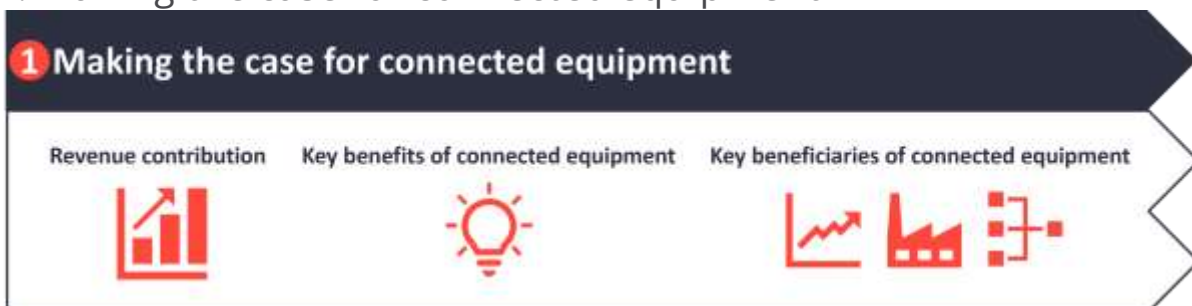 1 Making the case for connected equipment
Revenue contribution
Key benefits of connected equipment
Key beneficiaries of connected equipment